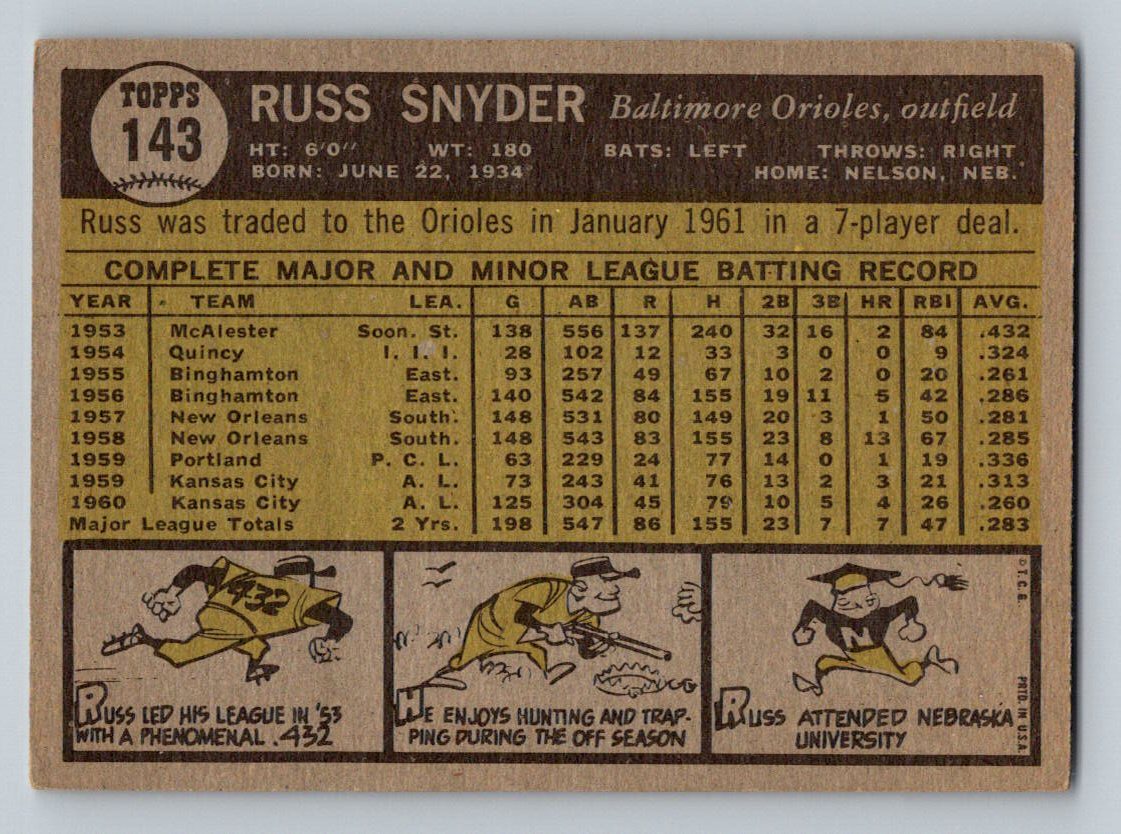 TOPPS
143
RUSS SNYDER Baltimore Orioles, outfield
HT: 6'0" WT: 180 BATS: LEFT THROWS: RIGHT
BORN: JUNE 22, 1934 HOME: NELSON, NEB.
Russ was traded to the Orioles in January 1961 in a 7-player deal.
COMPLETE MAJOR AND MINOR LEAGUE BATTING RECORD
YEAR TEAM LEA. G AB R H 2B 3B HR RBI AVG.
1953 McAlester Soon. St. 138 556 137 240 32 16 2 84 .432
1954 Quincy I. I. I. 28 102 12 33 3 0 0 9 .324
1955 Binghamton East. 93 257 49 67 10 2 0 20 .261
1956 Binghamton East. 140 542 84 155 19 11 5 42 .286
1957 New Orleans South. 148 531 80 149 20 3 1 50 .281
1958 New Orleans South. 148 543 83 155 23 8 13 67 .285
1959 Portland P. C. L. 63 229 24 77 14 0 1 19 .336
1959 Kansas City A. L. 73 243 41 76 13 2 3 21 .313
1960 Kansas City A. L. 125 304 45 79 10 5 4 26 .260
Major League Totals 2 Yrs. 198 547 86 155 23 7 7 47 .283
432
RUSS LED HIS LEAGUE IN '53
WITH A PHENOMENAL .432
HE ENJOYS HUNTING AND TRAP-
PING DURING THE OFF SEASON
N
RUSS ATTENDED NEBRASKA
UNIVERSITY
© T. C. G. PRTD. IN U.S.A.